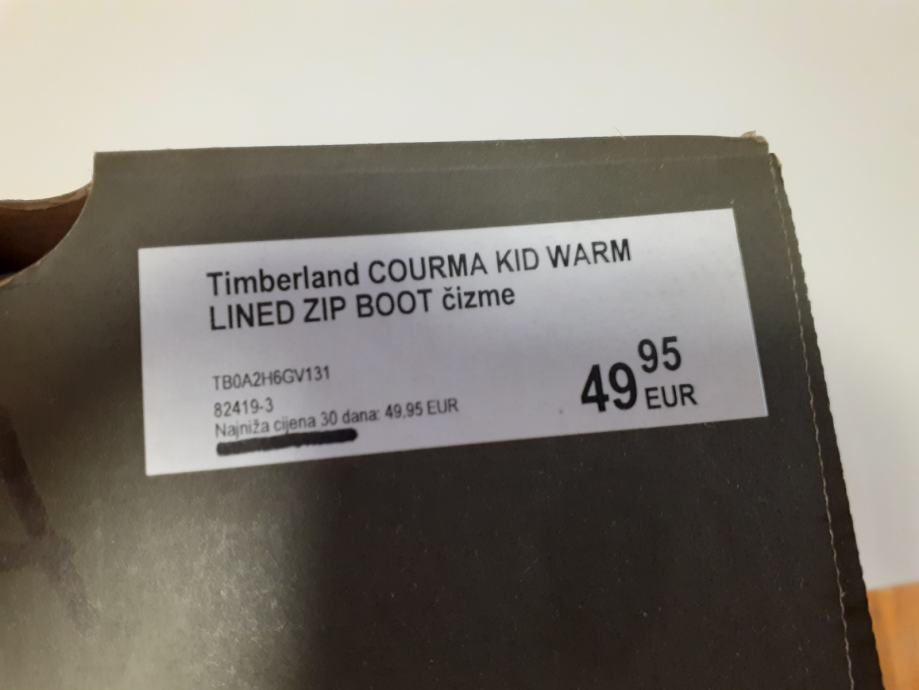 Timberland COURMA KID WARM
LINED ZIP BOOT čizme
TB0A2H6GV131
82419-3
Najniža cijena 30 dana: 49,95 EUR
49 95
EUR